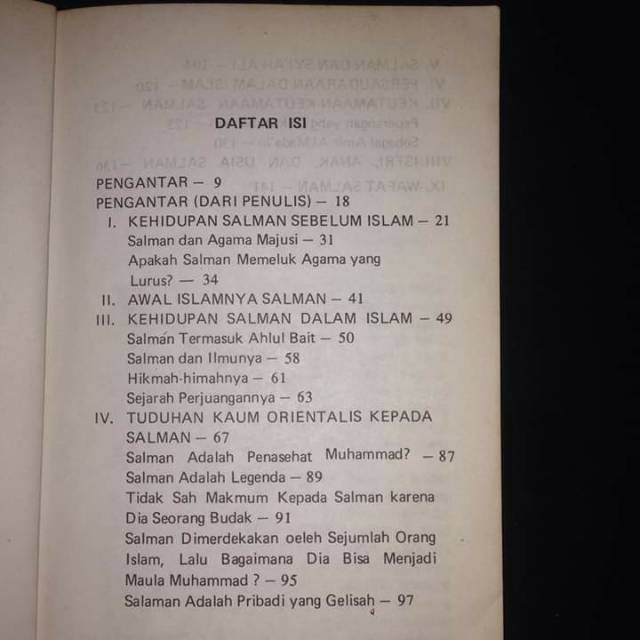 DAFTAR ISI
PENGANTAR — 9
PENGANTAR (DARI PENULIS) — 18
I. KEHIDUPAN SALMAN SEBELUM ISLAM — 21
Salman dan Agama Majusi — 31
Apakah Salman Memeluk Agama yang
Lurus? — 34
II. AWAL ISLAMNYA SALMAN — 41
III. KEHIDUPAN SALMAN DALAM ISLAM — 49
Salman Termasuk Ahlul Bait — 50
Salman dan Ilmunya — 58
Hikmah-himahnya — 61
Sejarah Perjuangannya — 63
IV. TUDUHAN KAUM ORIENTALIS KEPADA
SALMAN — 67
Salman Adalah Penasehat Muhammad? — 87
Salman Adalah Legenda — 89
Tidak Sah Makmum Kepada Salman karena
Dia Seorang Budak — 91
Salman Dimerdekakan oeleh Sejumlah Orang
Islam, Lalu Bagaimana Dia Bisa Menjadi
Maula Muhammad ? — 95
Salaman Adalah Pribadi yang Gelisah — 97